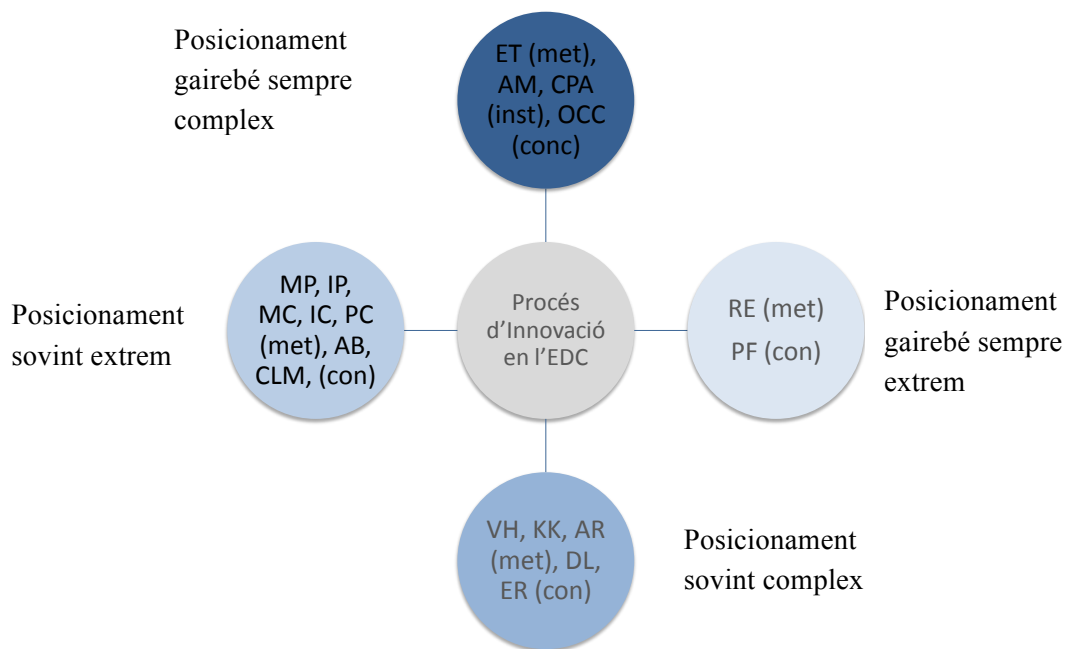 Posicionament
gairebé sempre
complex
ET (met),
AM, CPA
(inst), OCC
(conc)
Posicionament
sovint extrem
MP, IP,
MC, IC, PC
(met), AB,
CLM, (con)
Procés
d’Innovació
en l’EDC
RE (met)
PF (con)
Posicionament
gairebé sempre
extrem
VH, KK, AR
(met), DL,
ER (con)
Posicionament
sovint complex